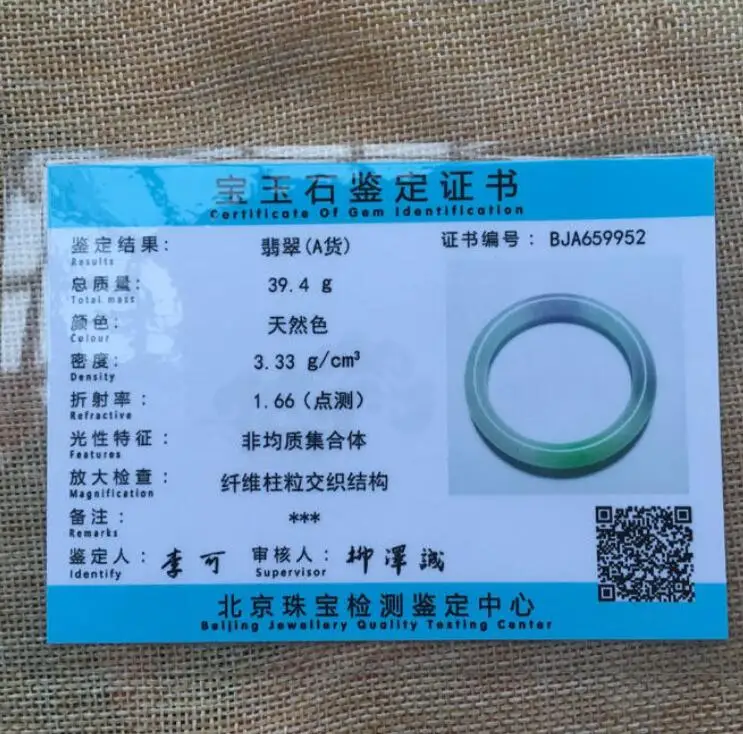 宝玉石鉴定证书
Certificate Of Gem Identification
鉴定结果： 翡翠(A货) 证书编号： BJA659952
Results
总质量： 39.4 g
Total mass
颜色： 天然色
Colour
密度： 3.33 g/cm³
Density
折射率： 1.66（点测）
Refractive
光性特征： 非均质集合体
Features
放大检查： 纤维柱粒交织结构
Magnification
备注： ***
Remarks
鉴定人： 李可 审核人： 柳澤誠
Identify Supervisor
北京珠宝检测鉴定中心
Beijing Jewellery Quality Testing Center